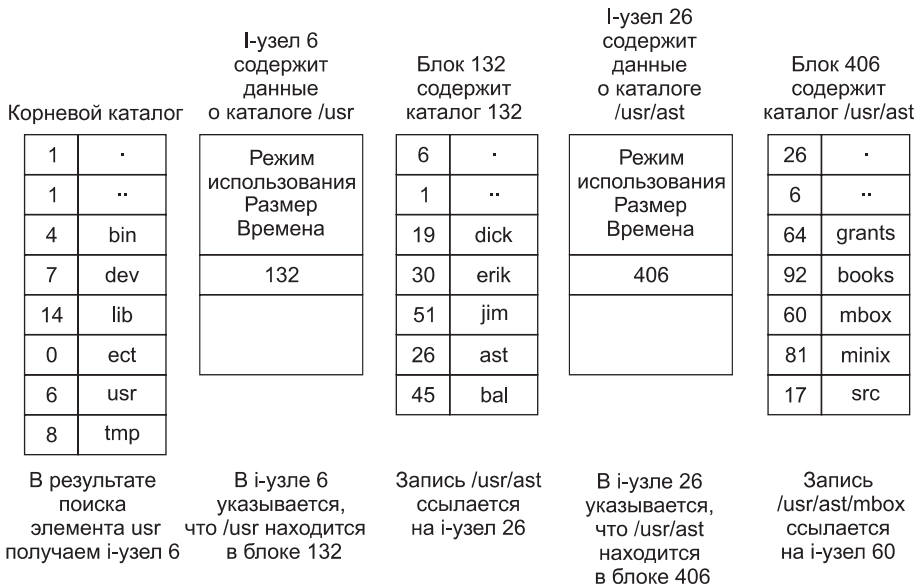 Корневой каталог
1 .
1 ..
4 bin
7 dev
14 lib
0 ect
6 usr
8 tmp
В результате
поиска
элемента usr
получаем i-узел 6
I-узел 6
содержит
данные
о каталоге /usr
Режим
использования
Размер
Времена
132
В i-узле 6
указывается,
что /usr находится
в блоке 132
Блок 132
содержит
каталог 132
6 .
1 ..
19 dick
30 erik
51 jim
26 ast
45 bal
Запись /usr/ast
ссылается
на i-узел 26
I-узел 26
содержит
данные
о каталоге
/usr/ast
Режим
использования
Размер
Времена
406
В i-узле 26
указывается,
что /usr/ast
находится
в блоке 406
Блок 406
содержит
каталог /usr/ast
26 .
6 ..
64 grants
92 books
60 mbox
81 minix
17 src
Запись
/usr/ast/mbox
ссылается
на i-узел 60